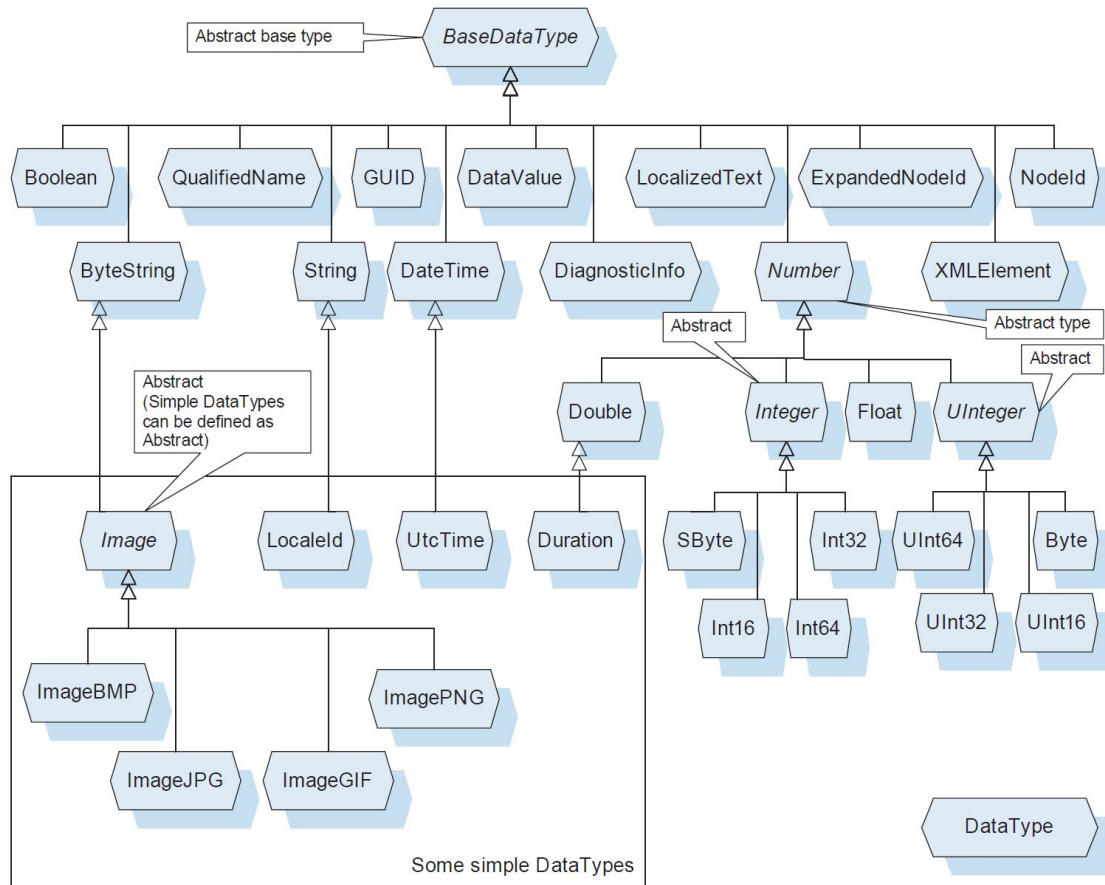 Abstract base type
BaseDataType
Boolean
QualifiedName
GUID
DataValue
LocalizedText
ExpandedNodeId
NodeId
ByteString
String
DateTime
DiagnosticInfo
Number
XMLElement
Abstract
Abstract type
Abstract
Abstract
(Simple DataTypes
can be defined as
Abstract)
Double
Integer
Float
UInteger
Image
LocaleId
UtcTime
Duration
SByte
Int32
UInt64
Byte
Int16
Int64
UInt32
UInt16
ImageBMP
ImagePNG
ImageJPG
ImageGIF
DataType
Some simple DataTypes